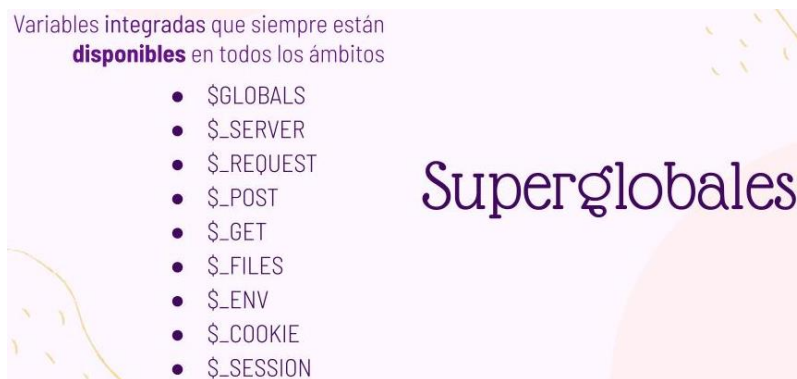 Variables integradas que siempre están
disponibles en todos los ámbitos
● $GLOBALS
● $_SERVER
● $_REQUEST
● $_POST
● $_GET
● $_FILES
● $_ENV
● $_COOKIE
● $_SESSION
Superglobales